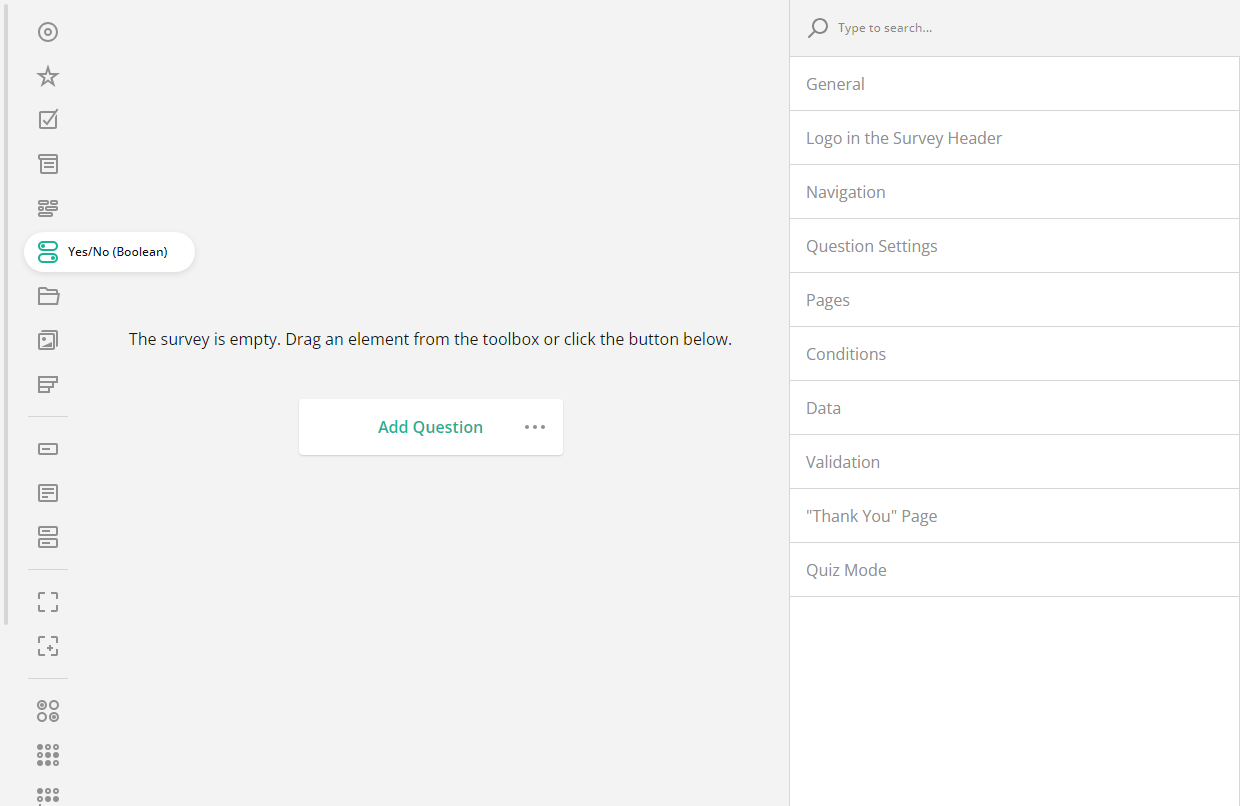 Type to search...
General
Logo in the Survey Header
Navigation
Yes/No (Boolean)
Question Settings
Pages
The survey is empty. Drag an element from the toolbox or click the button below.
Conditions
Data
Add Question
Validation
"Thank You" Page
Quiz Mode